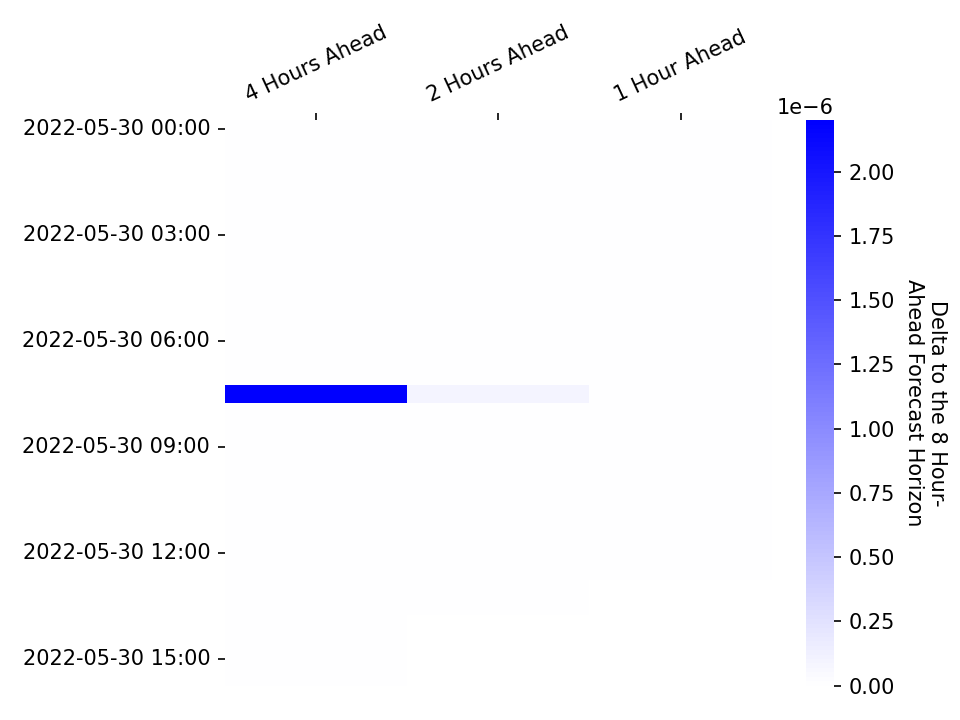 4 Hours Ahead
2 Hours Ahead
1 Hour Ahead
2022-05-30 00:00
2022-05-30 03:00
2022-05-30 06:00
2022-05-30 09:00
2022-05-30 12:00
2022-05-30 15:00
1e−6
2.00
1.75
1.50
1.25
1.00
0.75
0.50
0.25
0.00
Delta to the 8 Hour-
Ahead Forecast Horizon